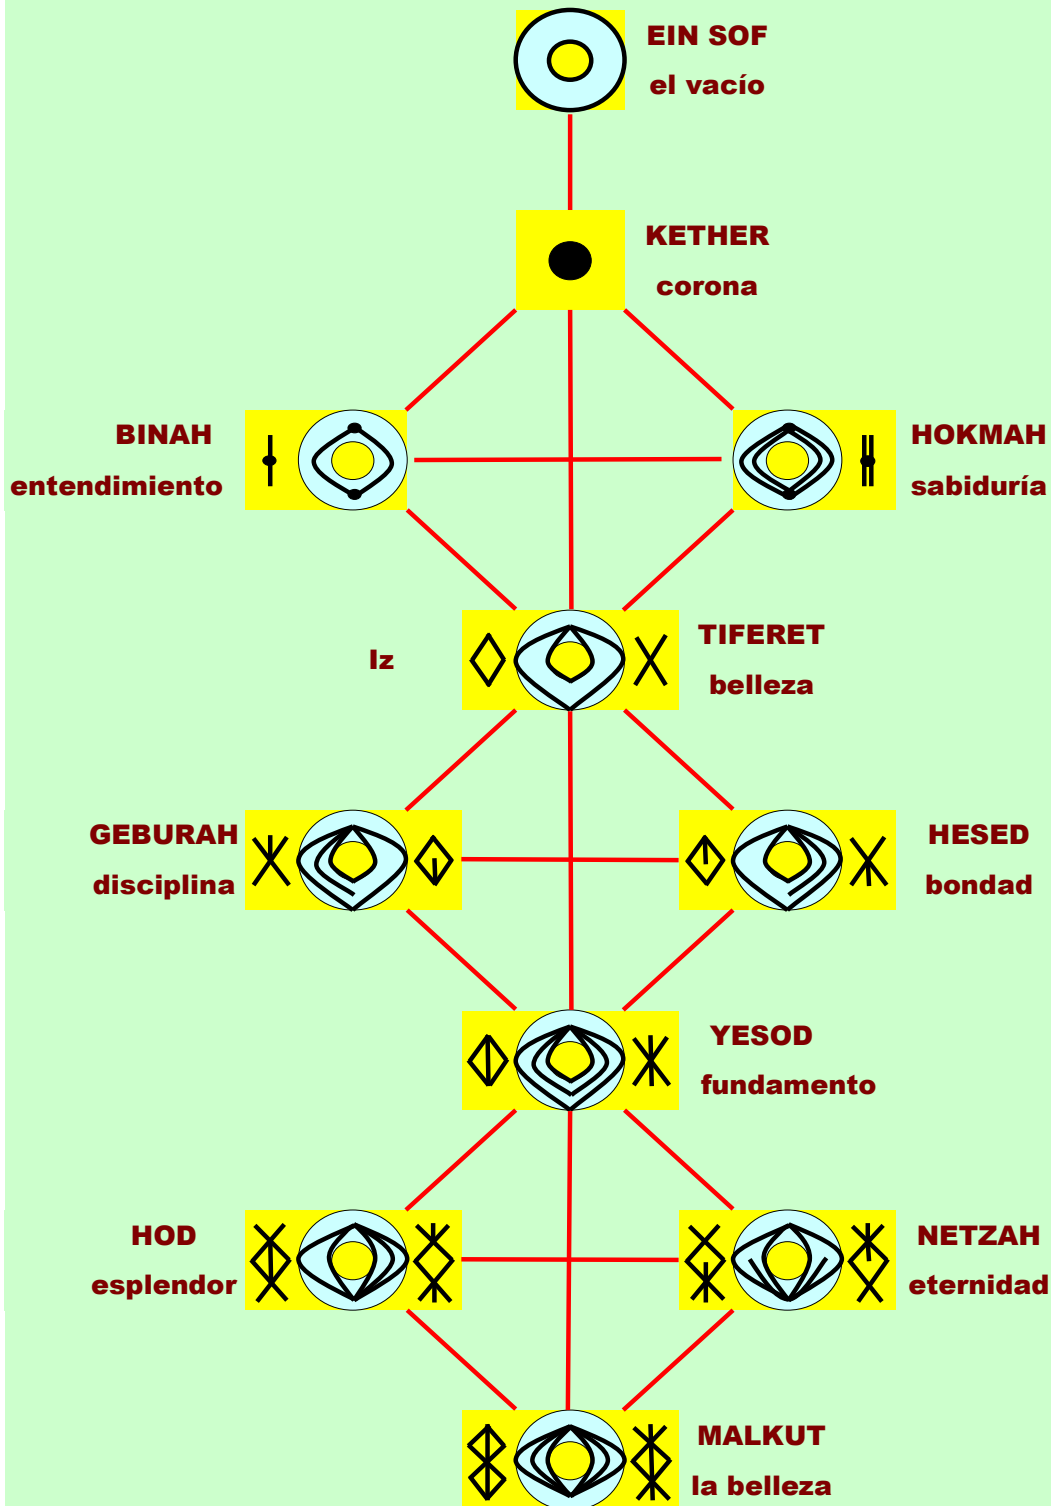 EIN SOF
el vacío
KETHER
corona
BINAH
entendimiento
HOKMAH
sabiduría
Iz
TIFERET
belleza
GEBURAH
disciplina
HESED
bondad
YESOD
fundamento
HOD
esplendor
NETZAH
eternidad
MALKUT
la belleza